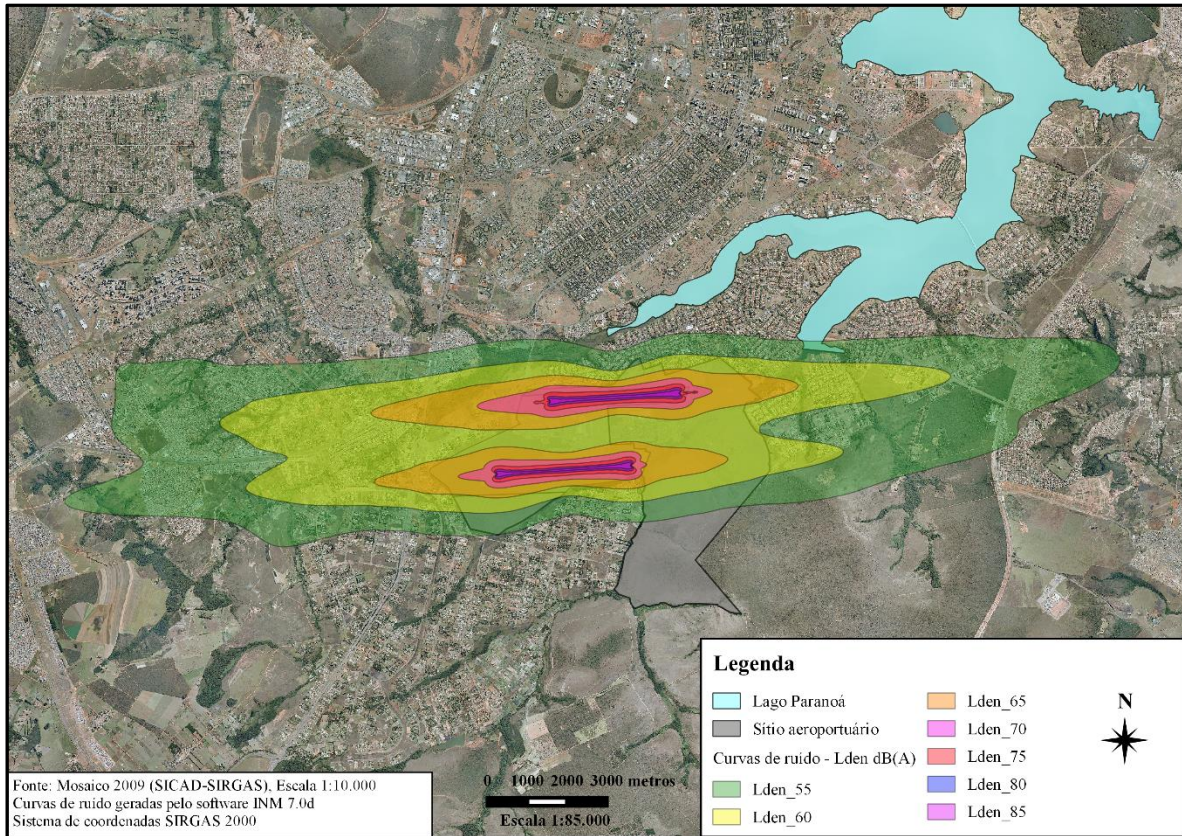 Legenda
Lago Paranoá
Sítio aeroportuário
Curvas de ruído - Lden dB(A)
Lden_55
Lden_60
Lden_65
Lden_70
Lden_75
Lden_80
Lden_85
N
Fonte: Mosaico 2009 (SICAD-SIRGAS), Escala 1:10.000
Curvas de ruído geradas pelo software INM 7.0d
Sistema de coordenadas SIRGAS 2000
0 1000 2000 3000 metros
Escala 1:85.000